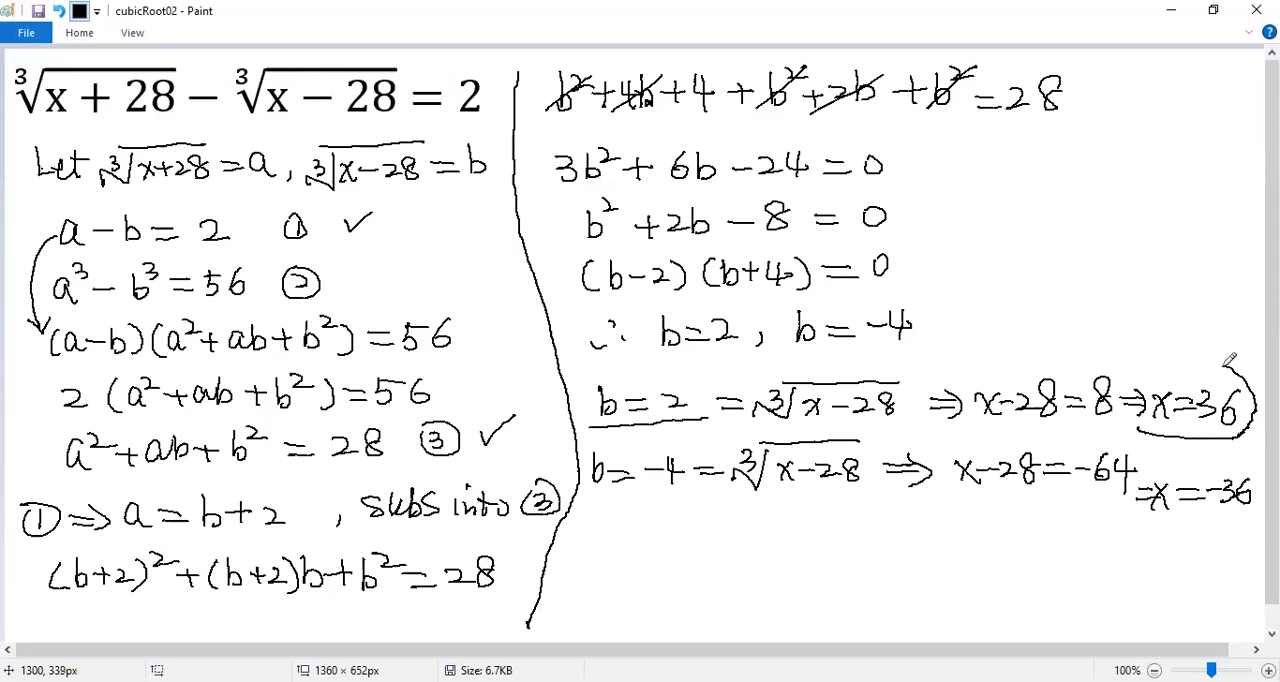 cubicRoot02 - Paint
File Home View
∛(x + 28) − ∛(x − 28) = 2
Let ∛(x+28) = a, ∛(x−28) = b
a − b = 2 ① ✓
a³ − b³ = 56 ②
(a−b)(a²+ab+b²) = 56
2(a²+ab+b²) = 56
a²+ab+b² = 28 ③ ✓
① ⇒ a = b+2, subs into ③
(b+2)²+(b+2)b+b² = 28
b²+4b+4+b²+2b+b² = 28
3b²+6b−24 = 0
b²+2b−8 = 0
(b−2)(b+4) = 0
∴ b=2, b=−4
b=2 = ∛(x−28) ⇒ x−28=8 ⇒ x=36
b=−4 = ∛(x−28) ⇒ x−28=−64
=x=−36
1300, 339px 1360 × 652px Size: 6.7KB 100%